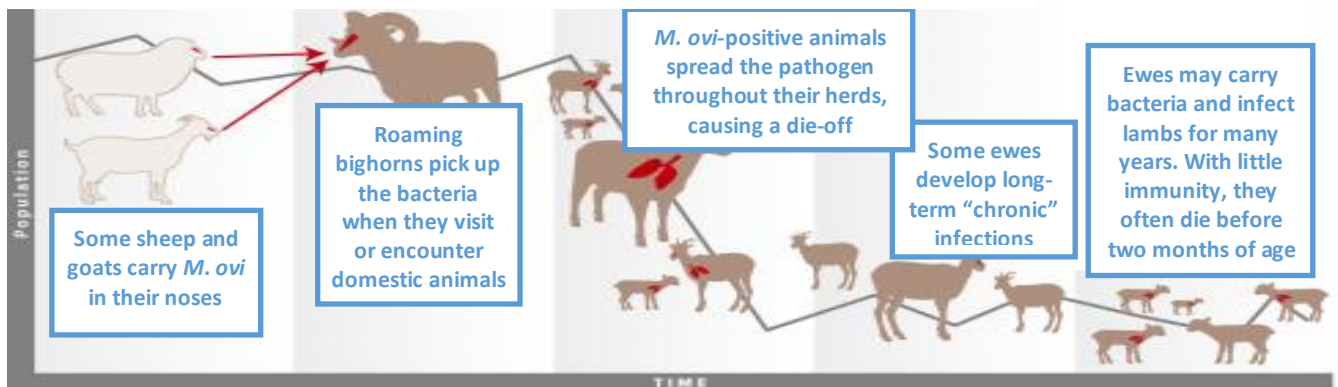 Population
Some sheep and
goats carry M. ovi
in their noses
Roaming
bighorns pick up
the bacteria
when they visit
or encounter
domestic animals
M. ovi-positive animals
spread the pathogen
throughout their herds,
causing a die-off
Some ewes
develop long-
term “chronic”
infections
Ewes may carry
bacteria and infect
lambs for many
years. With little
immunity, they
often die before
two months of age
TIME